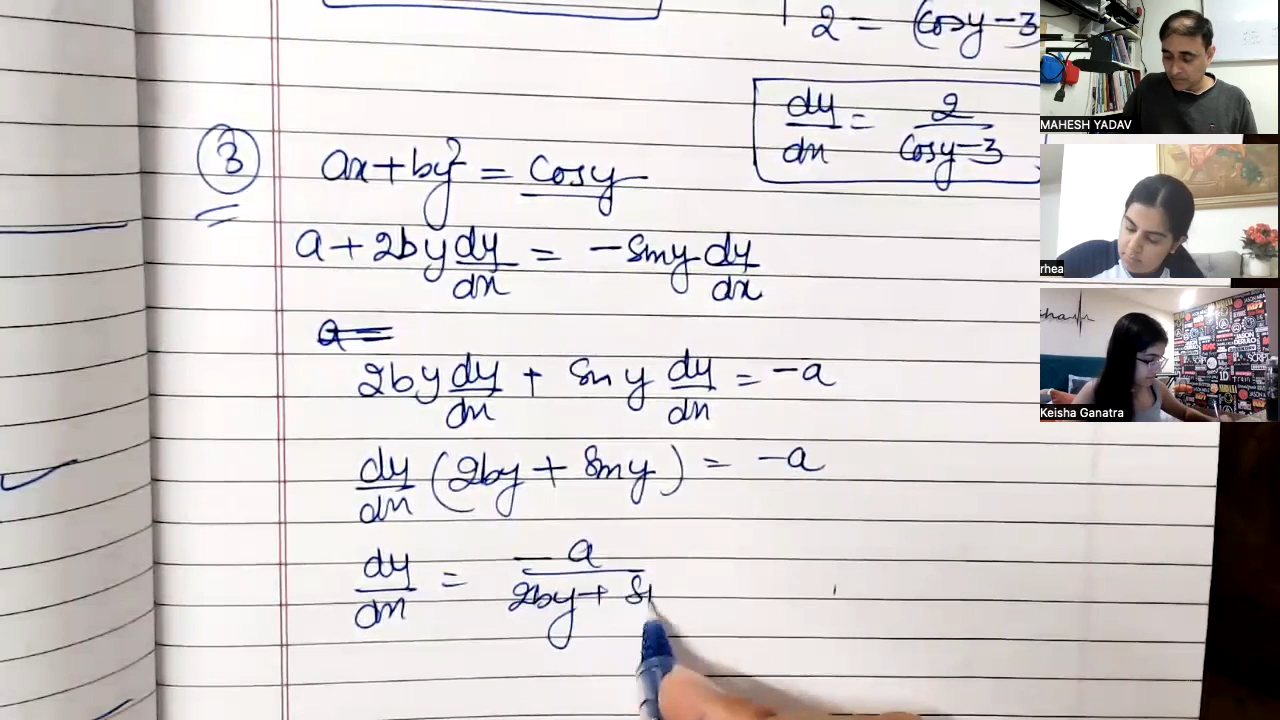 2 = (Cosy-3
dy/dx = 2/Cosy-3
③ ax+by² = Cosy
a + 2by dy/dx = -Siny dy/dx
2by dy/dx + Sin y dy/dx = -a
dy/dx (2by + Siny) = -a
dy/dx = -a/2by+ Si
MAHESH YADAV
rhea
Keisha Ganatra